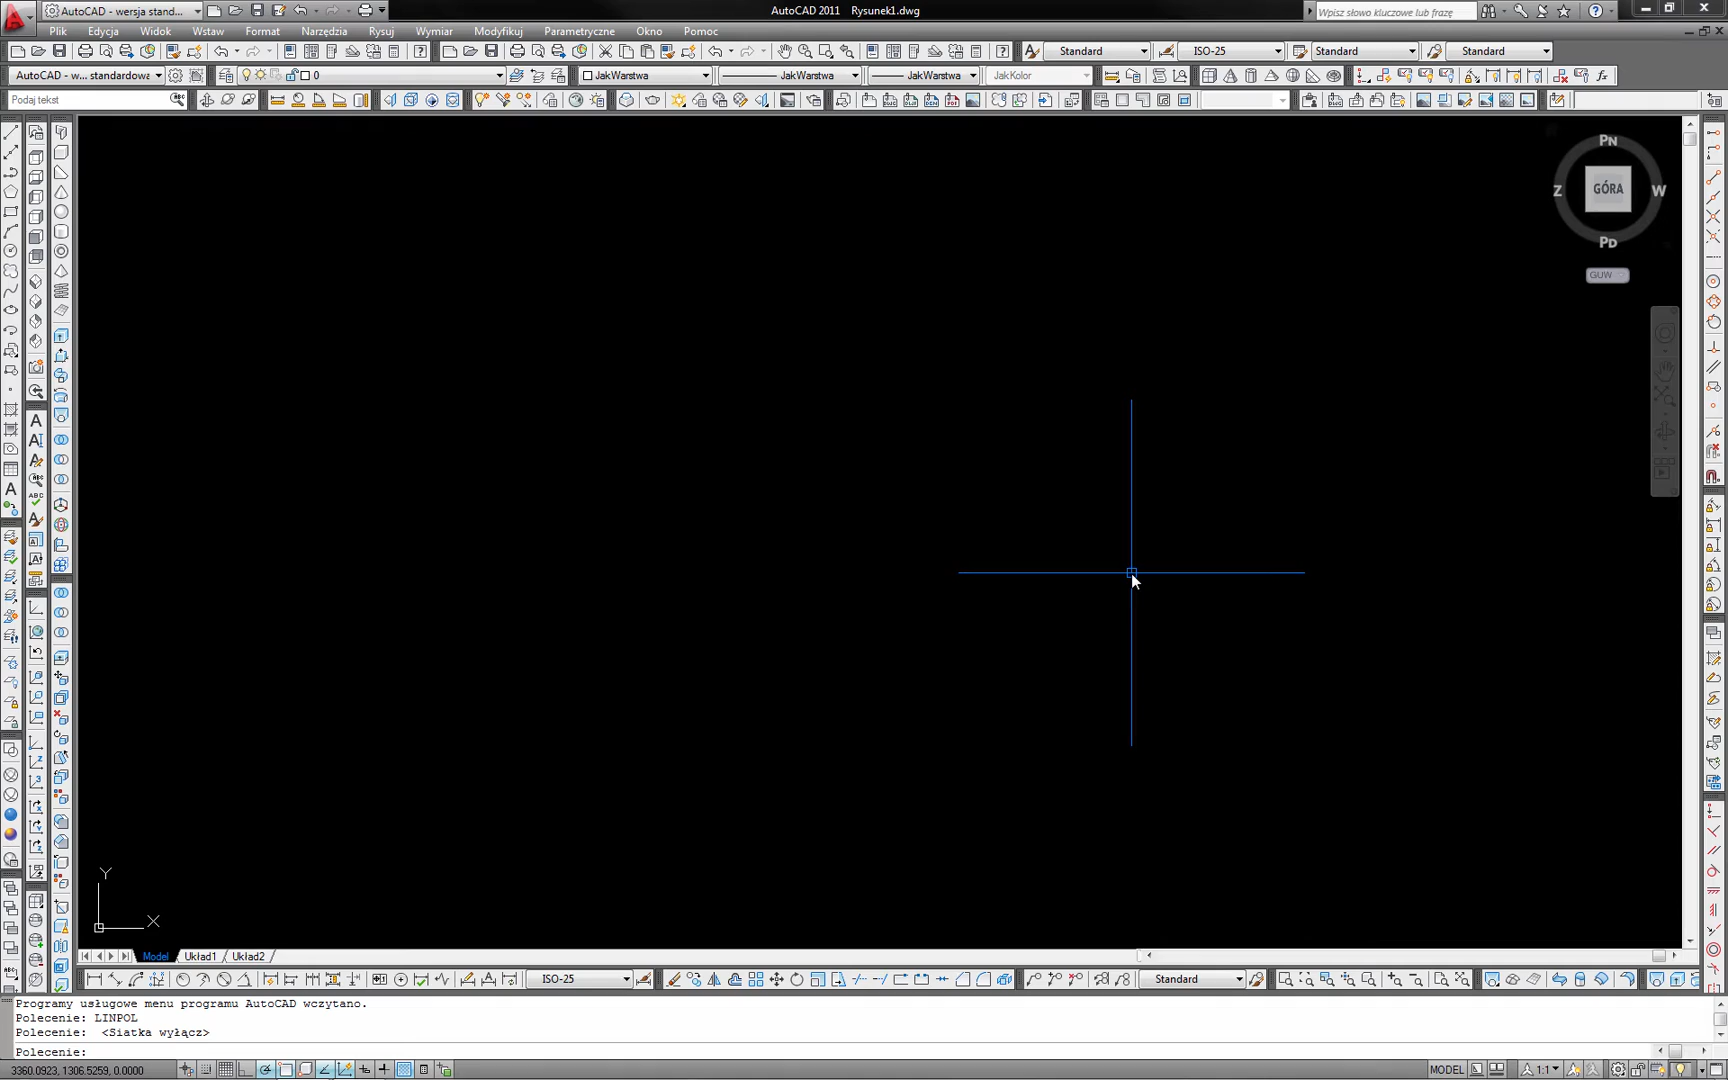 AutoCAD - wersja stand...
AutoCAD 2011 Rysunek1.dwg
Wpisz słowo kluczowe lub frazę
Plik Edycja Widok Wstaw Format Narzędzia Rysuj Wymiar Modyfikuj Parametryczne Okno Pomoc
Standard ISO-25 Standard Standard
AutoCAD - w... standardowa 0 JakWarstwa JakWarstwa JakWarstwa JakKolor
Podaj tekst
PN
Z GÓRA W
PD
GUW
Y
X
Model Układ1 Układ2
ISO-25 Standard
Programy usługowe menu programu AutoCAD wczytano.
Polecenie: LINPOL
Polecenie: <Siatka wyłącz>
Polecenie:
3360.0923, 1306.5259, 0.0000 MODEL 1:1